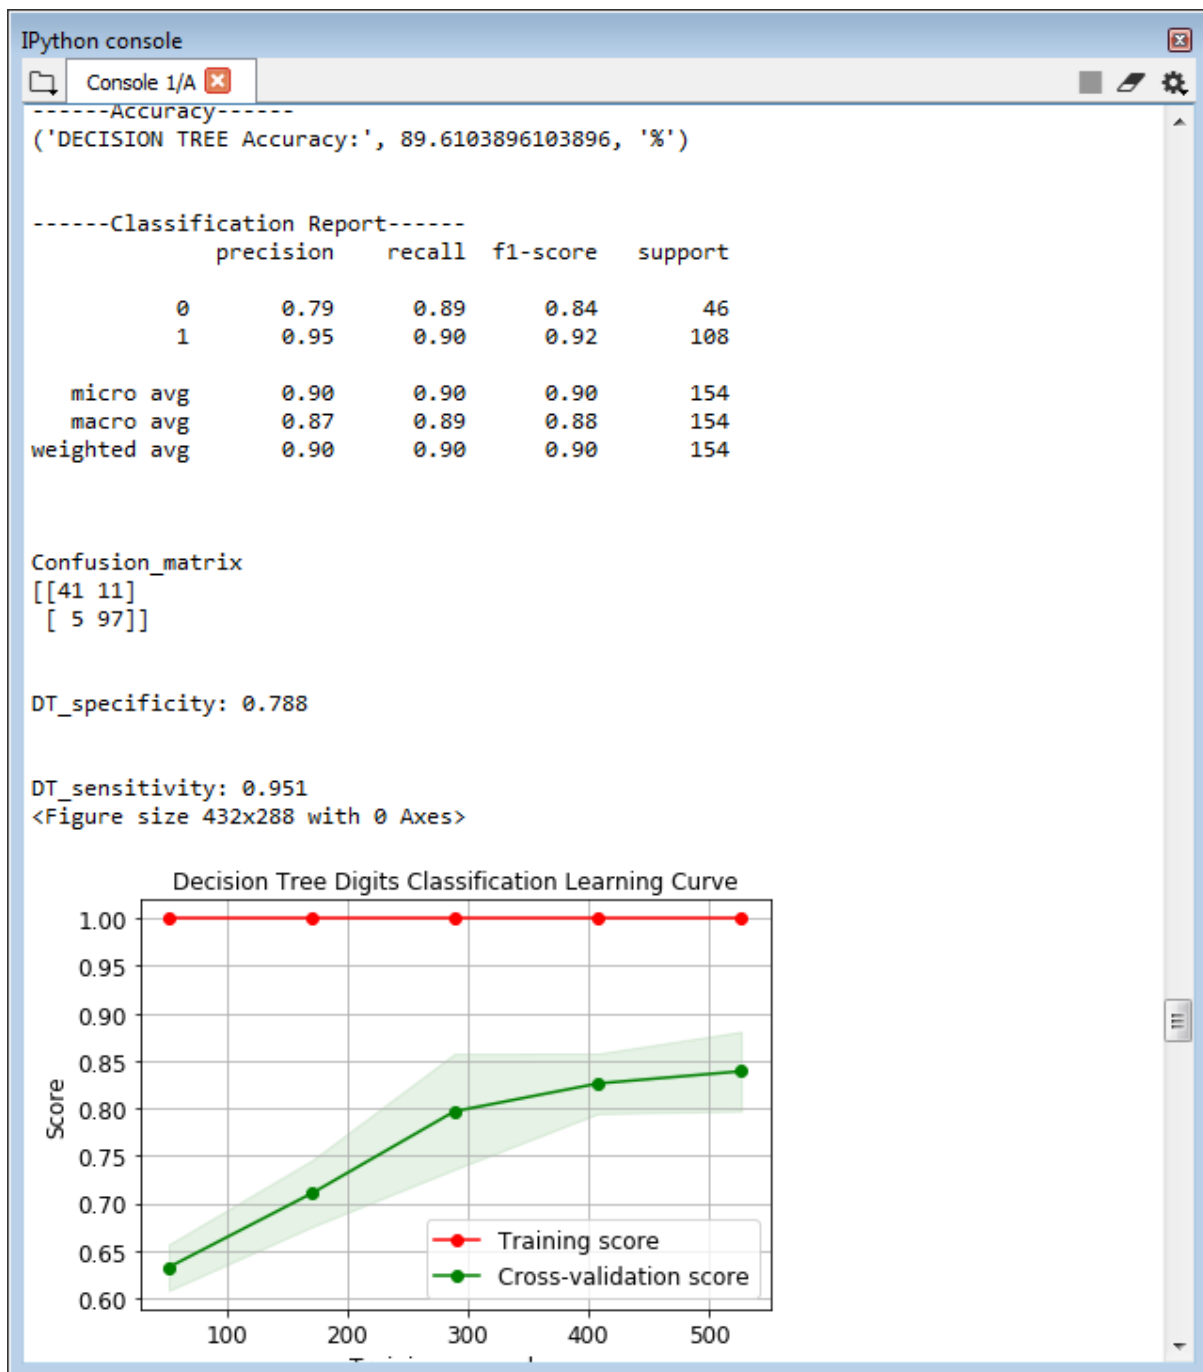 IPython console
Console 1/A
------Accuracy------
('DECISION TREE Accuracy:', 89.6103896103896, '%')
------Classification Report------
precision recall f1-score support
0 0.79 0.89 0.84 46
1 0.95 0.90 0.92 108
micro avg 0.90 0.90 0.90 154
macro avg 0.87 0.89 0.88 154
weighted avg 0.90 0.90 0.90 154
Confusion_matrix
[[41 11]
[ 5 97]]
DT_specificity: 0.788
DT_sensitivity: 0.951
<Figure size 432x288 with 0 Axes>
Decision Tree Digits Classification Learning Curve
1.00
0.95
0.90
0.85
0.80
0.75
0.70
0.65
0.60
Score
Training score
Cross-validation score
100 200 300 400 500